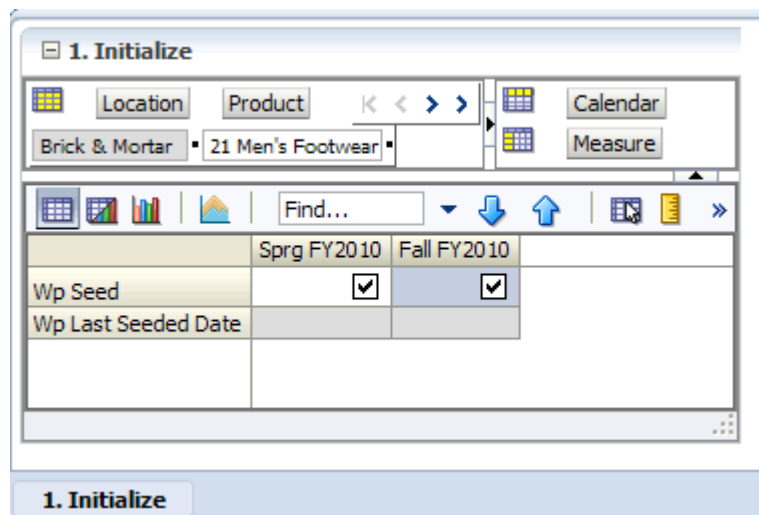 1. Initialize
Location Product Calendar
Brick & Mortar 21 Men's Footwear Measure
Find...
Sprg FY2010 Fall FY2010
Wp Seed
Wp Last Seeded Date
1. Initialize